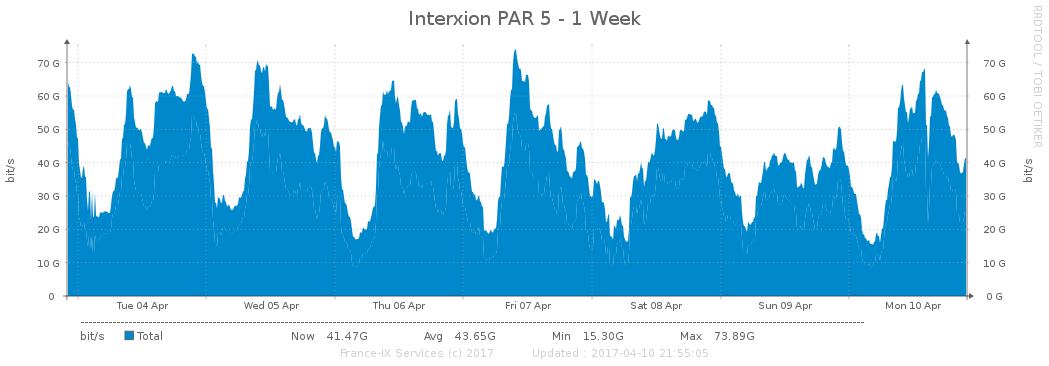 Interxion PAR 5 - 1 Week
RRDTOOL / TOBI OETIKER
bit/s
bit/s
70 G 70 G
60 G 60 G
50 G 50 G
40 G 40 G
30 G 30 G
20 G 20 G
10 G 10 G
0 0 G
Tue 04 Apr Wed 05 Apr Thu 06 Apr Fri 07 Apr Sat 08 Apr Sun 09 Apr Mon 10 Apr
bit/s Total Now 41.47G Avg 43.65G Min 15.30G Max 73.89G
France-IX Services (c) 2017 Updated : 2017-04-10 21:55:05